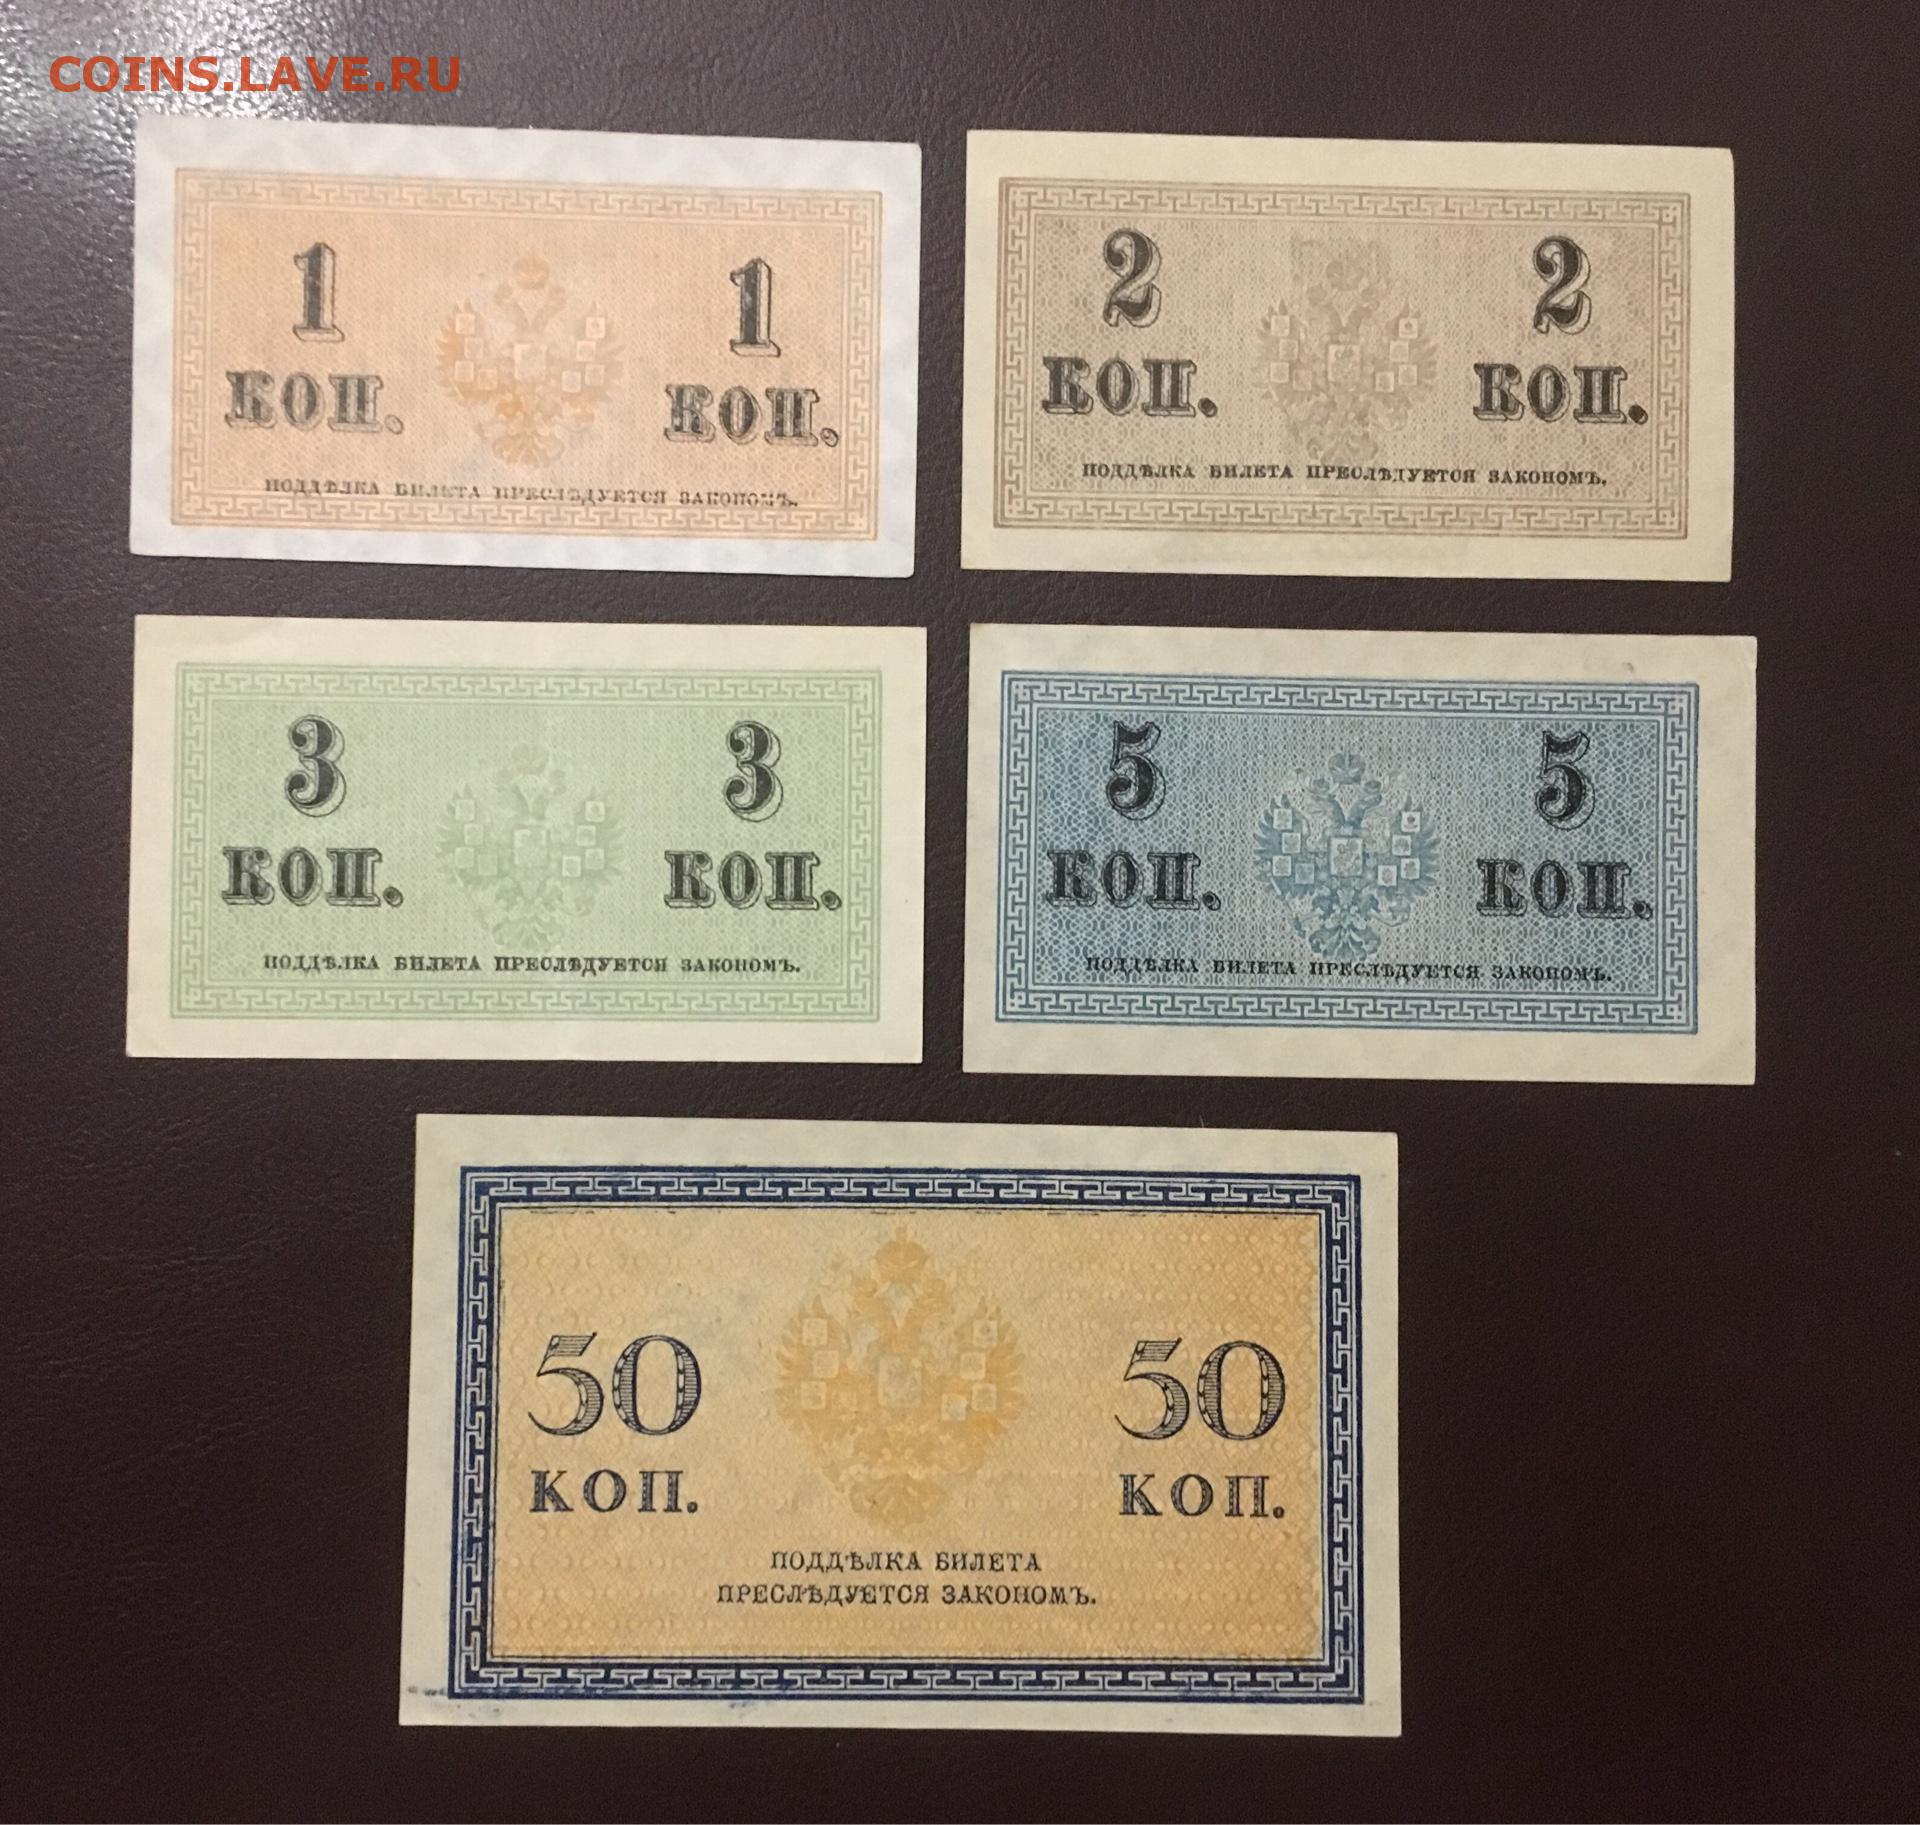 COINS.LAVE.RU
1 1
КОП. КОП.
ПОДДѢЛКА БИЛЕТА ПРЕСЛѢДУЕТСЯ ЗАКОНОМЪ.
2 2
КОП. КОП.
ПОДДѢЛКА БИЛЕТА ПРЕСЛѢДУЕТСЯ ЗАКОНОМЪ.
3 3
КОП. КОП.
ПОДДѢЛКА БИЛЕТА ПРЕСЛѢДУЕТСЯ ЗАКОНОМЪ.
5 5
КОП. КОП.
ПОДДѢЛКА БИЛЕТА ПРЕСЛѢДУЕТСЯ ЗАКОНОМЪ.
50 50
КОП. КОП.
ПОДДѢЛКА БИЛЕТА
ПРЕСЛѢДУЕТСЯ ЗАКОНОМЪ.